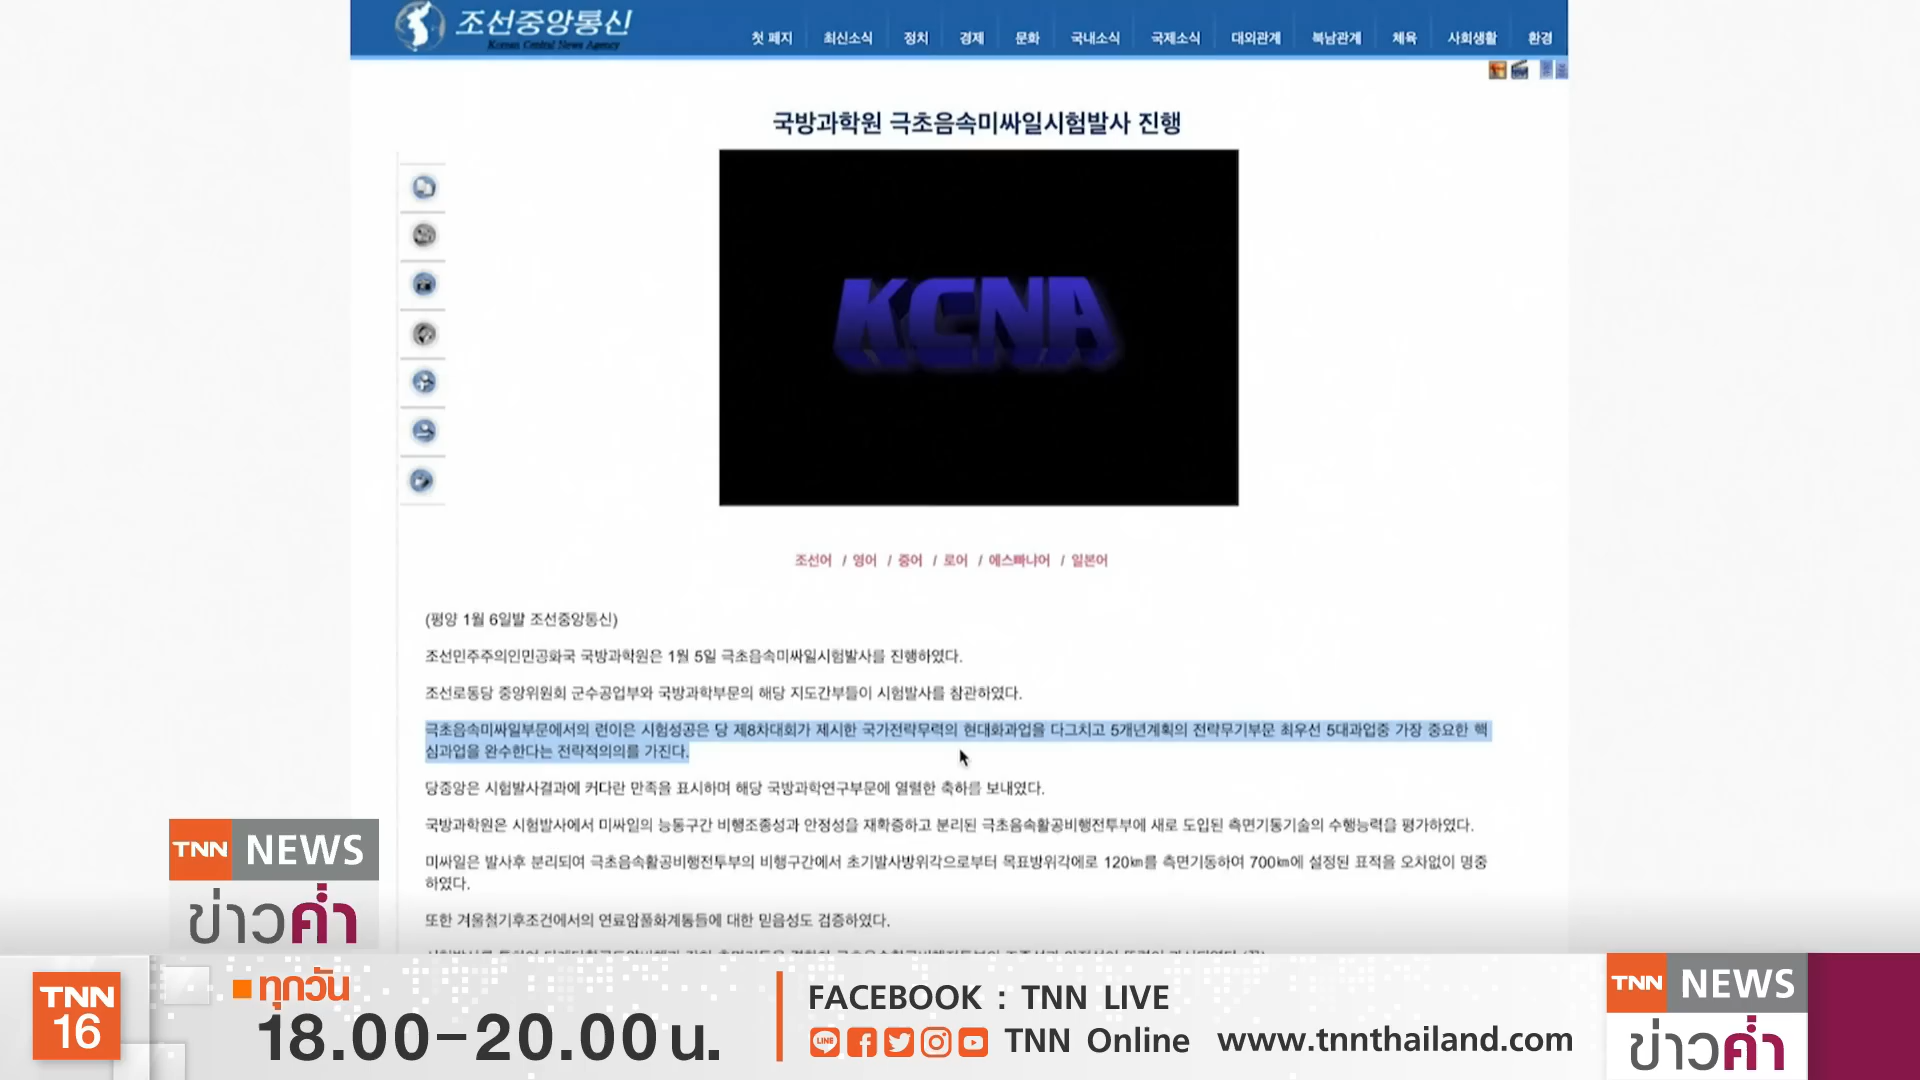 조선중앙통신
Korean Central News Agency
첫 페지 최신소식 정치 경제 문화 국내소식 국제소식 대외관계 북남관계 체육 사회생활 환경
국방과학원 극초음속미싸일시험발사 진행
KCNA
조선어 / 영어 / 중어 / 로어 / 에스빠냐어 / 일본어
(평양 1월 6일발 조선중앙통신)
조선민주주의인민공화국 국방과학원은 1월 5일 극초음속미싸일시험발사를 진행하였다.
조선로동당 중앙위원회 군수공업부와 국방과학부문의 해당 지도간부들이 시험발사를 참관하였다.
극초음속미싸일부문에서의 련이은 시험성공은 당 제8차대회가 제시한 국가전략무력의 현대화과업을 다그치고 5개년계획의 전략무기부문 최우선 5대과업중 가장 중요한 핵
심과업을 완수한다는 전략적의의를 가진다.
당중앙은 시험발사결과에 커다란 만족을 표시하며 해당 국방과학연구부문에 열렬한 축하를 보내였다.
국방과학원은 시험발사에서 미싸일의 능동구간 비행조종성과 안정성을 재확증하고 분리된 극초음속활공비행전투부에 새로 도입된 측면기동기술의 수행능력을 평가하였다.
미싸일은 발사후 분리되여 극초음속활공비행전투부의 비행구간에서 초기발사방위각으로부터 목표방위각에로 120㎞를 측면기동하여 700㎞에 설정된 표적을 오차없이 명중
하였다.
또한 겨울철기후조건에서의 연료암풀화계통들에 대한 믿음성도 검증하였다.
TNN NEWS
ข่าวค่ำ
TNN
16
ทุกวัน
18.00-20.00 น.
FACEBOOK : TNN LIVE
LINE TNN Online www.tnnthailand.com
TNN NEWS
ข่าวค่ำ